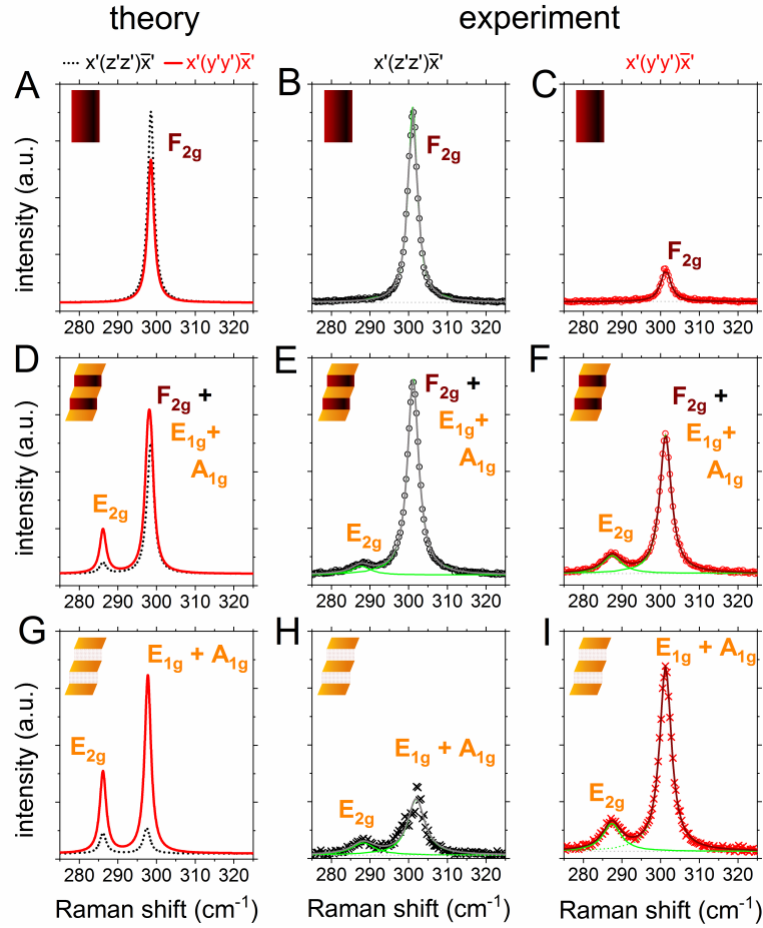 theory experiment
x'(z'z')x̅' x'(y'y')x̅' x'(z'z')x̅' x'(y'y')x̅'
A B C
F2g F2g F2g
intensity (a.u.)
280 290 300 310 320 280 290 300 310 320 280 290 300 310 320
D E F
F2g + F2g + F2g +
E1g+ E1g+ E1g+
A1g A1g A1g
E2g E2g E2g
intensity (a.u.)
280 290 300 310 320 280 290 300 310 320 280 290 300 310 320
G H I
E1g + A1g E1g + A1g E1g + A1g
E2g E2g E2g
intensity (a.u.)
280 290 300 310 320 280 290 300 310 320 280 290 300 310 320
Raman shift (cm-1) Raman shift (cm-1) Raman shift (cm-1)